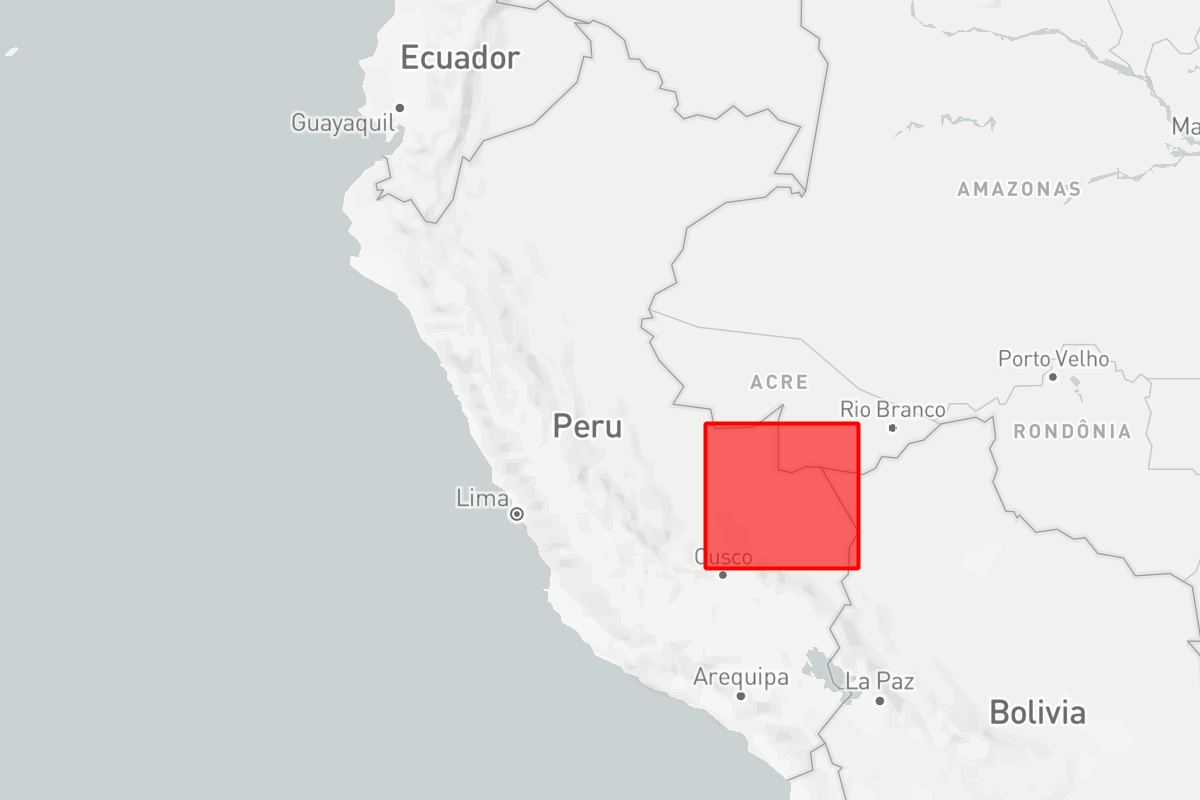 Ecuador
Guayaquil
Ma
AMAZONAS
Porto Velho
ACRE
Rio Branco
Peru
RONDÔNIA
Lima
Cusco
Arequipa
La Paz
Bolivia